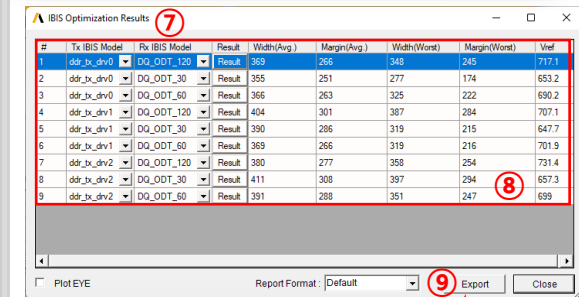 IBIS Optimization Results ⑦
# Tx IBIS Model Rx IBIS Model Result Width(Avg.) Margin(Avg.) Width(Worst) Margin(Worst) Vref
1 ddr_tx_drv0 DQ_ODT_120 Result 369 266 348 245 717.1
2 ddr_tx_drv0 DQ_ODT_30 Result 355 251 277 174 653.2
3 ddr_tx_drv0 DQ_ODT_60 Result 366 263 325 222 690.2
4 ddr_tx_drv1 DQ_ODT_120 Result 404 301 387 284 707.1
5 ddr_tx_drv1 DQ_ODT_30 Result 390 286 319 215 647.7
6 ddr_tx_drv1 DQ_ODT_60 Result 369 266 319 216 701.9
7 ddr_tx_drv2 DQ_ODT_120 Result 380 277 358 254 731.4
8 ddr_tx_drv2 DQ_ODT_30 Result 411 308 397 294 657.3
9 ddr_tx_drv2 DQ_ODT_60 Result 391 288 351 247 699
⑧
Plot EYE Report Format : Default ⑨ Export Close